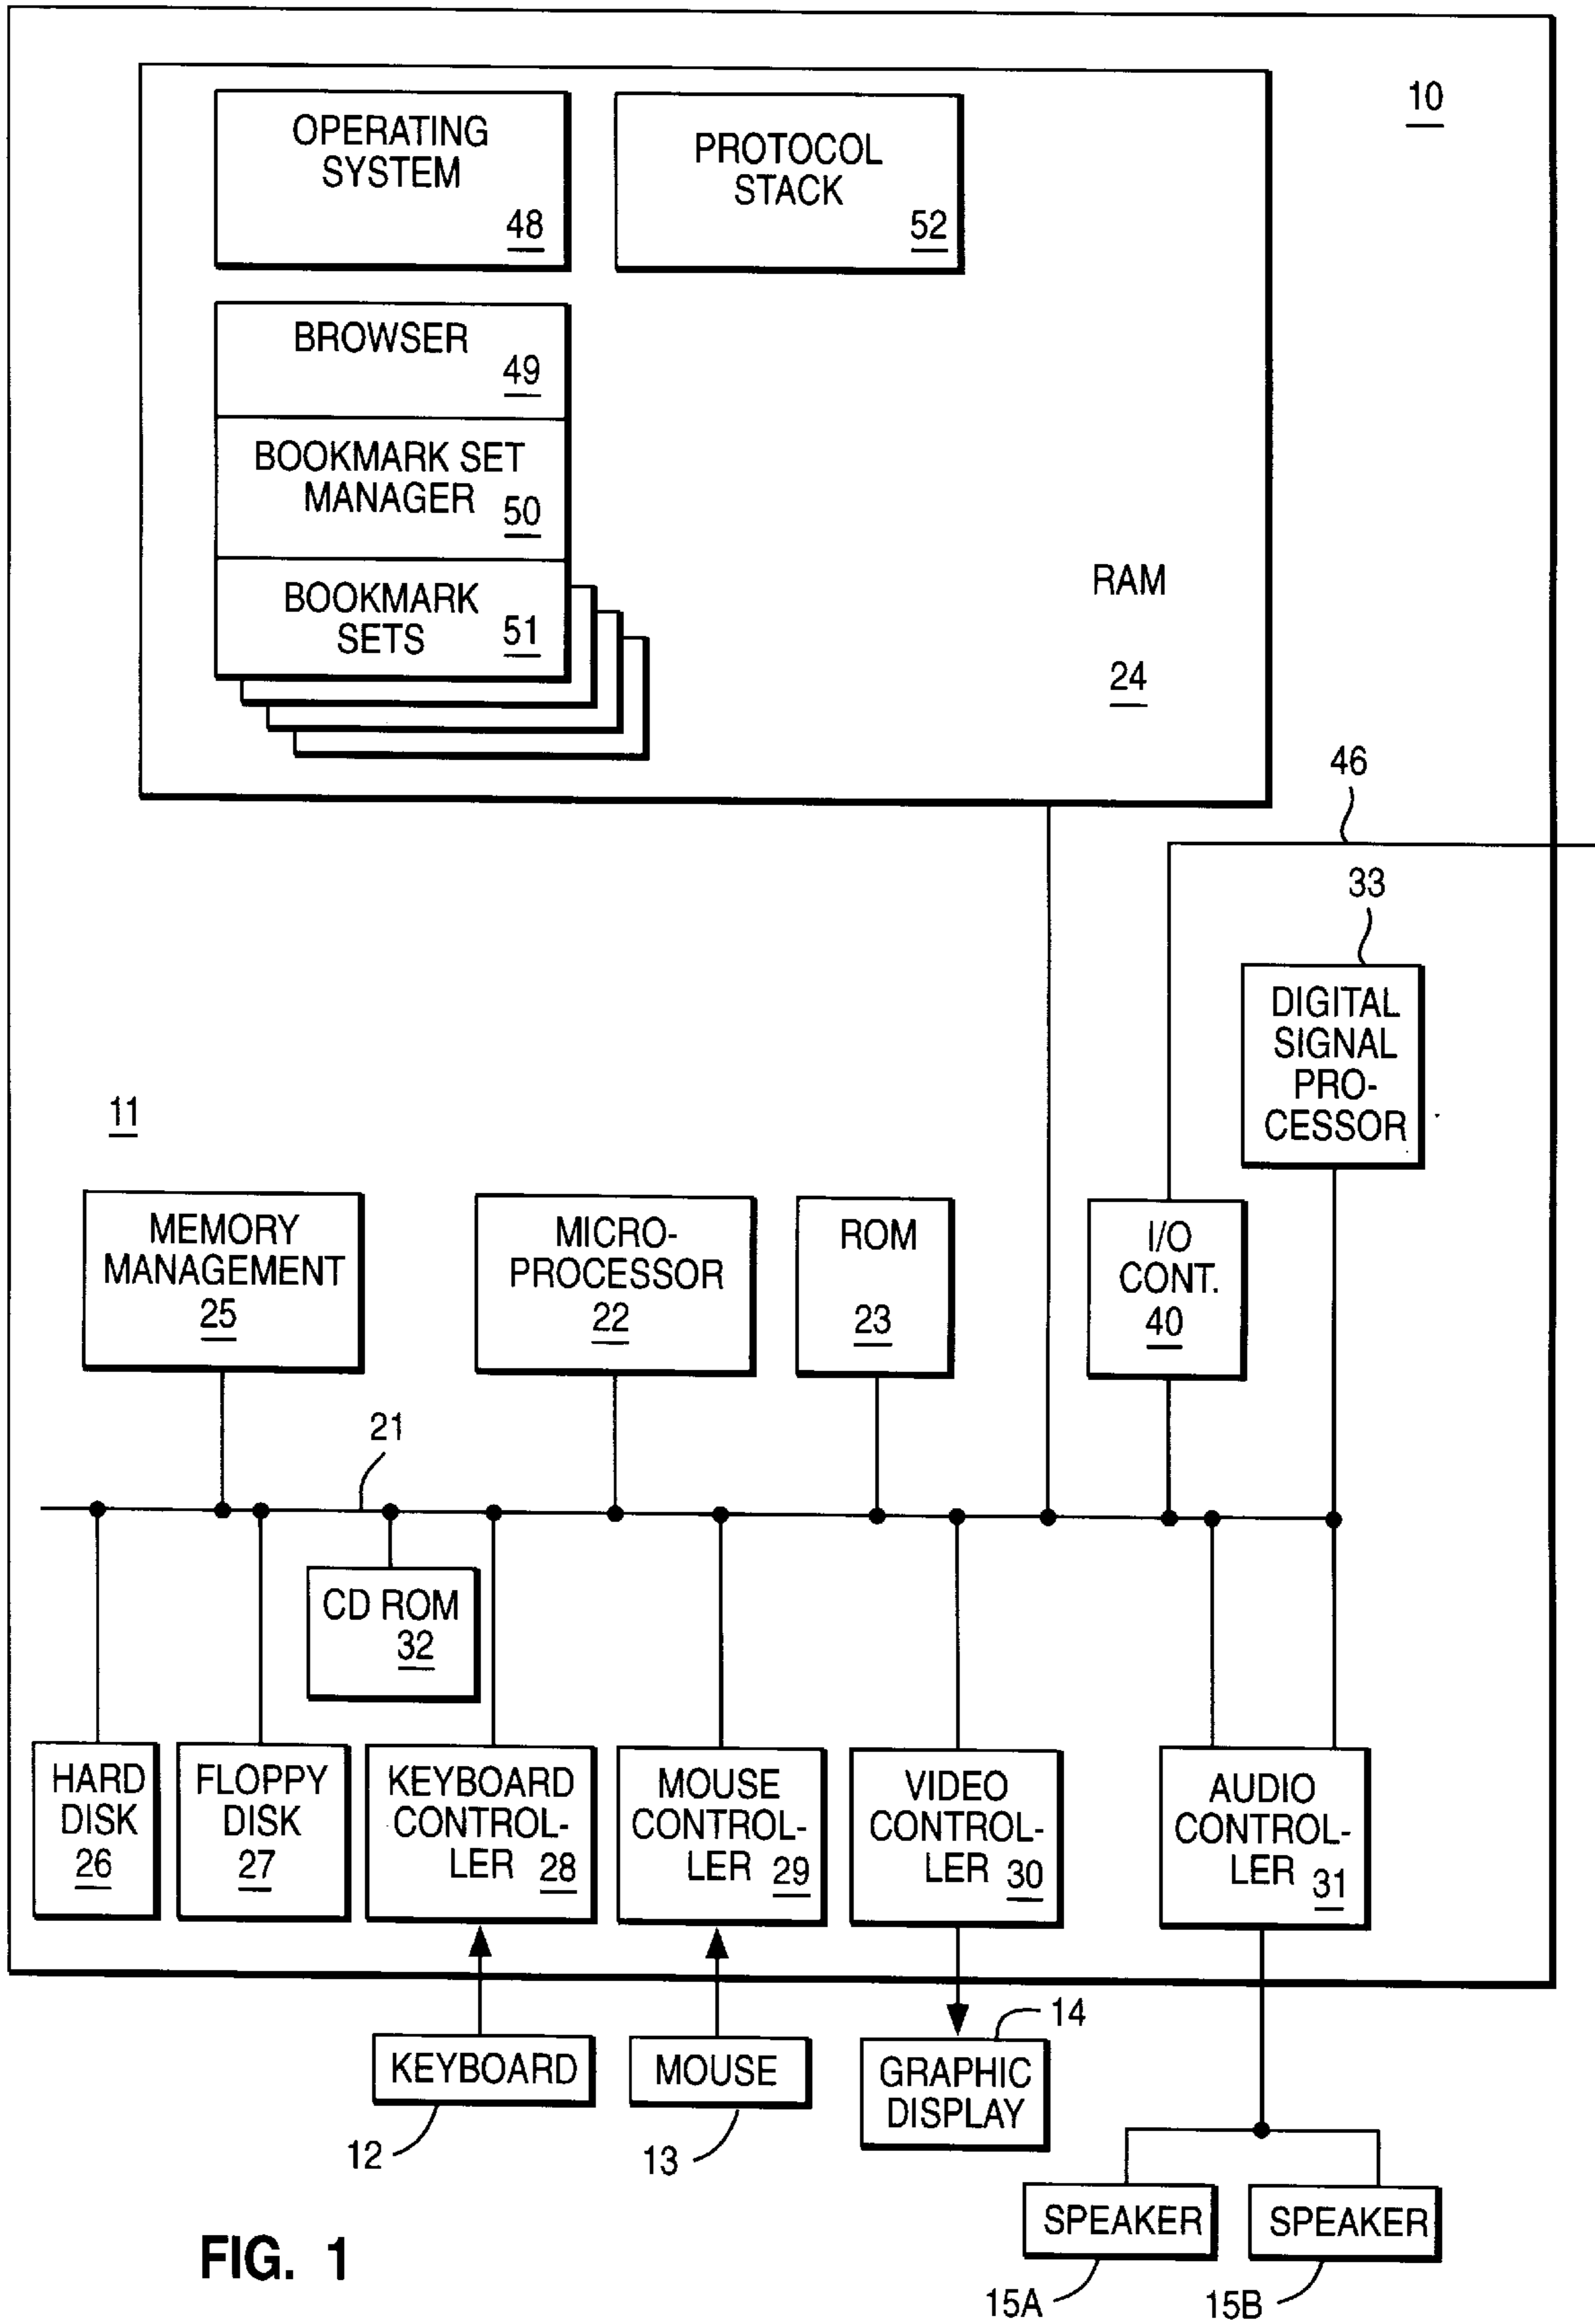 10
OPERATING
SYSTEM
48
PROTOCOL
STACK
52
BROWSER
49
BOOKMARK SET
MANAGER
50
BOOKMARK
SETS
51
RAM
24
46
33
DIGITAL
SIGNAL
PRO-
CESSOR
11
MEMORY
MANAGEMENT
25
MICRO-
PROCESSOR
22
ROM
23
I/O
CONT.
40
21
CD ROM
32
HARD
DISK
26
FLOPPY
DISK
27
KEYBOARD
CONTROL-
LER 28
MOUSE
CONTROL-
LER 29
VIDEO
CONTROL-
LER 30
AUDIO
CONTROL-
LER 31
KEYBOARD
12
MOUSE
13
14
GRAPHIC
DISPLAY
SPEAKER
15A
SPEAKER
15B
FIG. 1